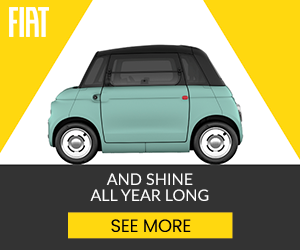 FIAT
AND SHINE
ALL YEAR LONG
SEE MORE